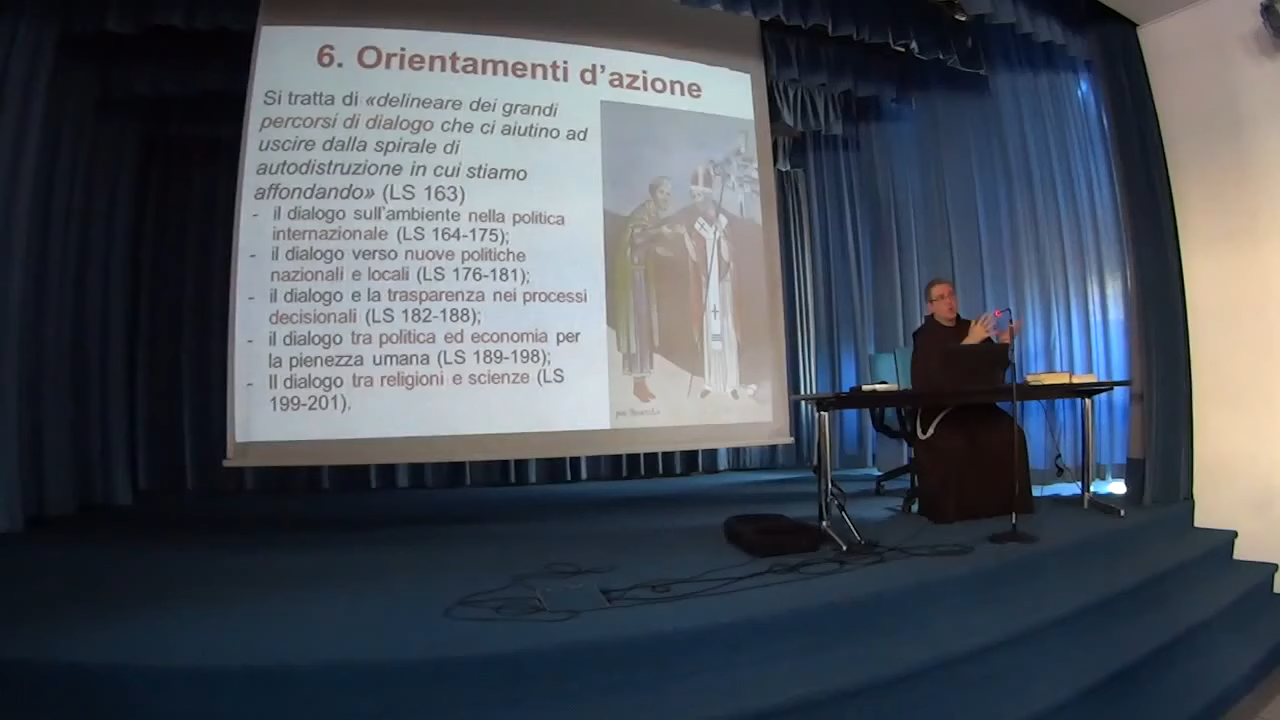 6. Orientamenti d'azione
Si tratta di «delineare dei grandi
percorsi di dialogo che ci aiutino ad
uscire dalla spirale di
autodistruzione in cui stiamo
affondando» (LS 163)
- il dialogo sull'ambiente nella politica
internazionale (LS 164-175);
- il dialogo verso nuove politiche
nazionali e locali (LS 176-181);
- il dialogo e la trasparenza nei processi
decisionali (LS 182-188);
- il dialogo tra politica ed economia per
la pienezza umana (LS 189-198);
- Il dialogo tra religioni e scienze (LS
199-201).